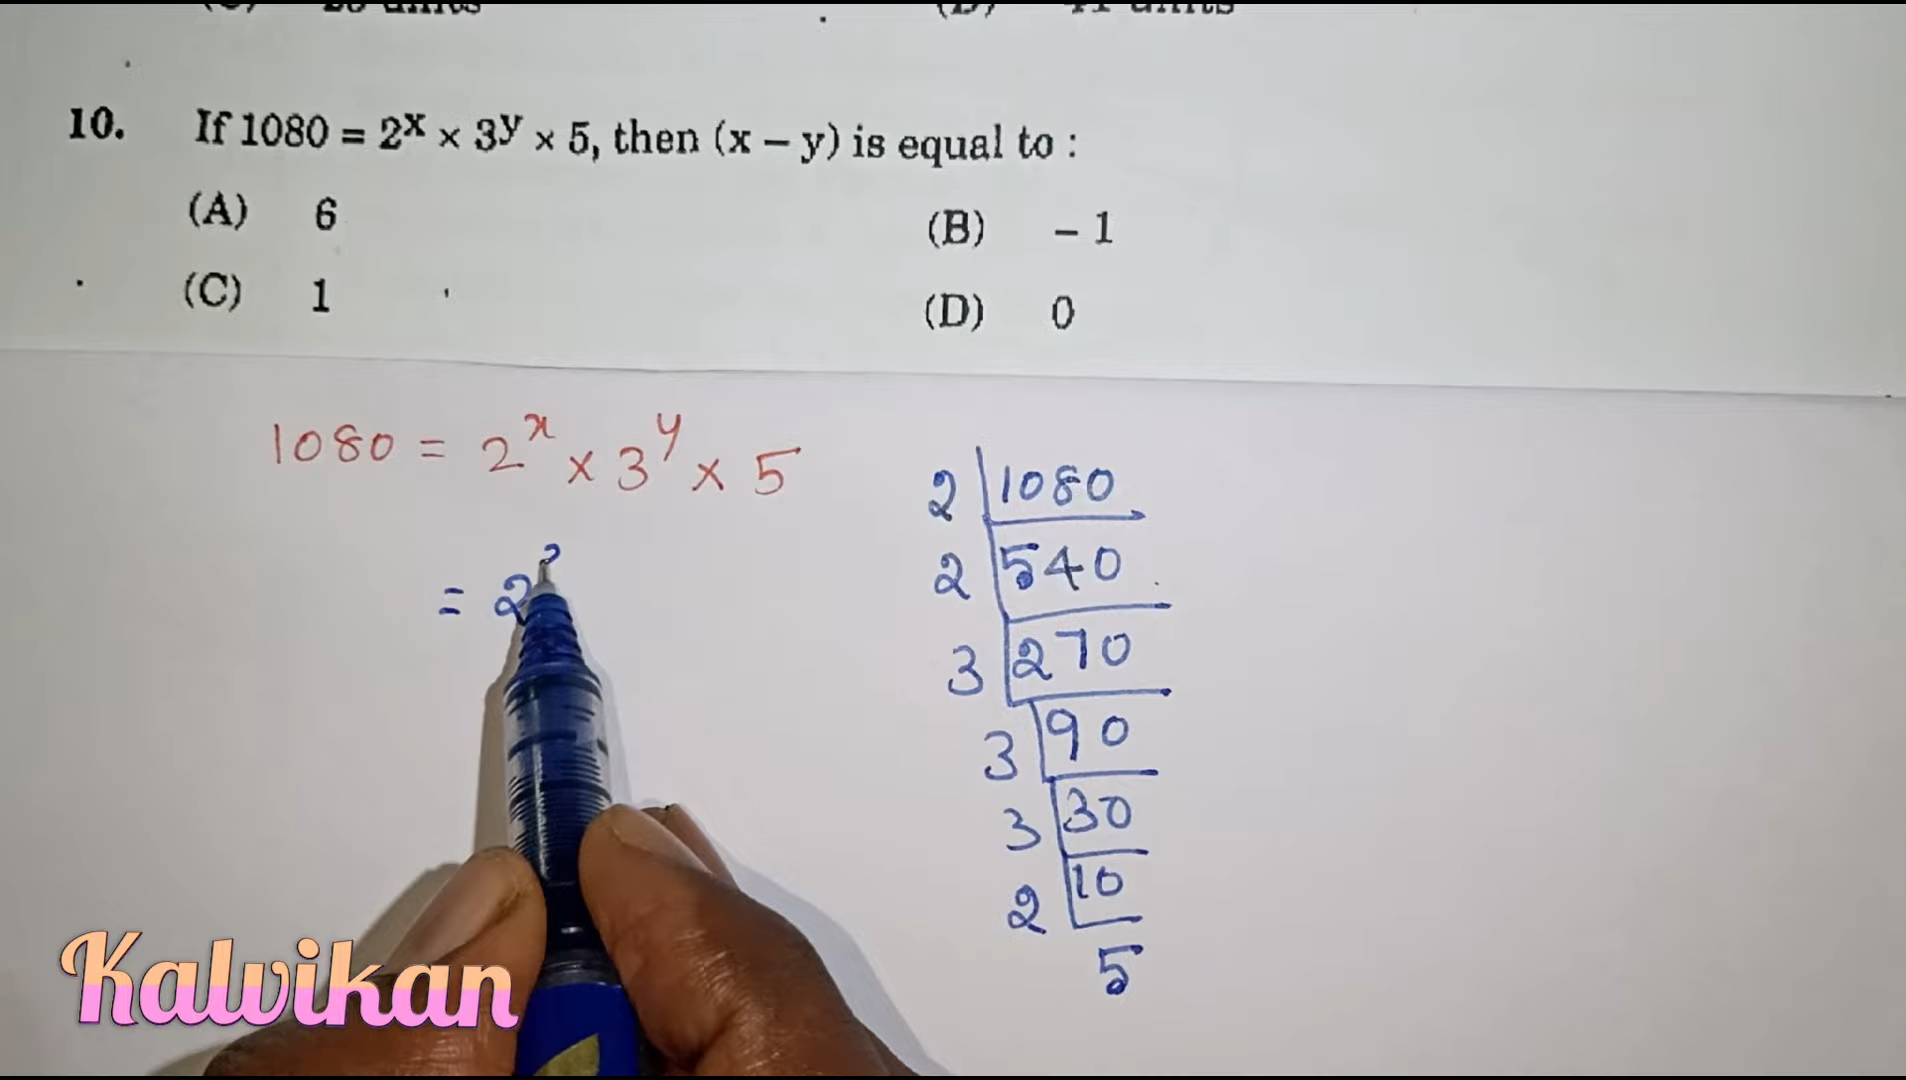 10. If 1080 = 2ˣ × 3ʸ × 5, then (x – y) is equal to :
(A) 6 (B) – 1
(C) 1 (D) 0
1080 = 2ˣ × 3ʸ × 5
= 2
2 1080
2 540
3 270
3 90
3 30
2 10
5
Kalvikan